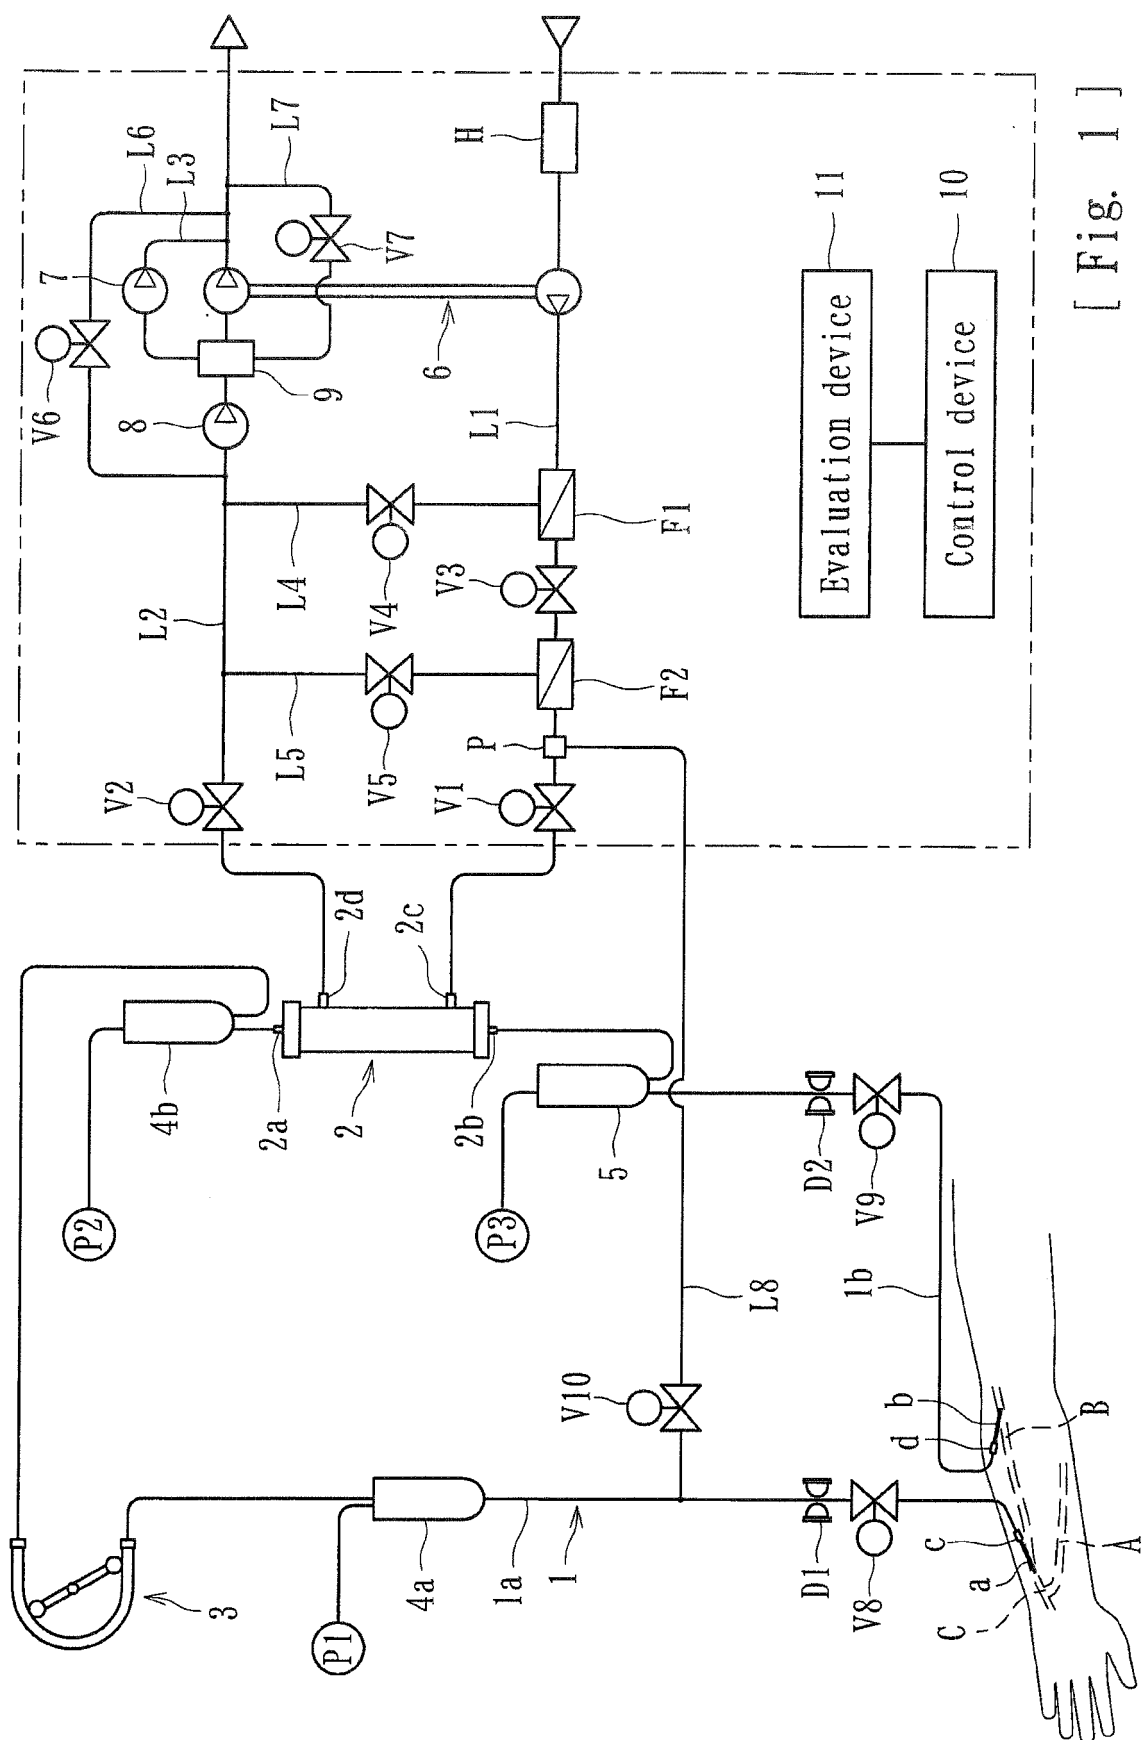 L6
L3
L7
H
7
V7
11
10
V6
8
9
6
L1
Evaluation device
Control device
L2
L4
V4
V3
F1
L5
V5
P
F2
V2
V1
2d
2c
4b
2a
2
2b
5
D2
V9
P2
P3
L8
1b
V10
b
d
B
3
P1
4a
1a
1
D1
V8
c
a
A
C
[Fig. 1]